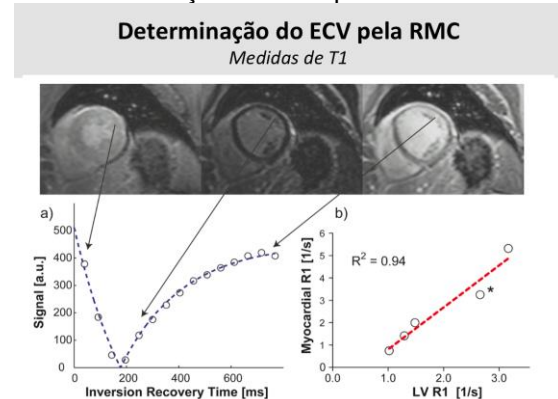 Determinação do ECV pela RMC
Medidas de T1
a)
500
400
300
200
100
0
Signal [a.u.]
0 200 400 600
Inversion Recovery Time [ms]
b)
6
5
4
3
2
1
0
Myocardial R1 [1/s]
R² = 0.94
*
0.0 1.0 2.0 3.0
LV R1 [1/s]